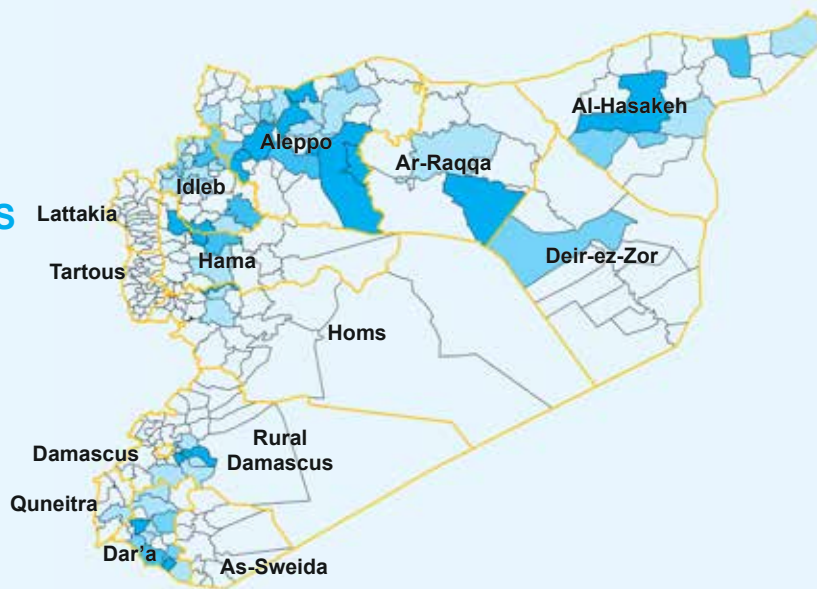 Al-Hasakeh
Aleppo
Ar-Raqqa
Idleb
Lattakia
S
Deir-ez-Zor
Hama
Tartous
Homs
Rural
Damascus
Damascus
Quneitra
Dar'a
As-Sweida